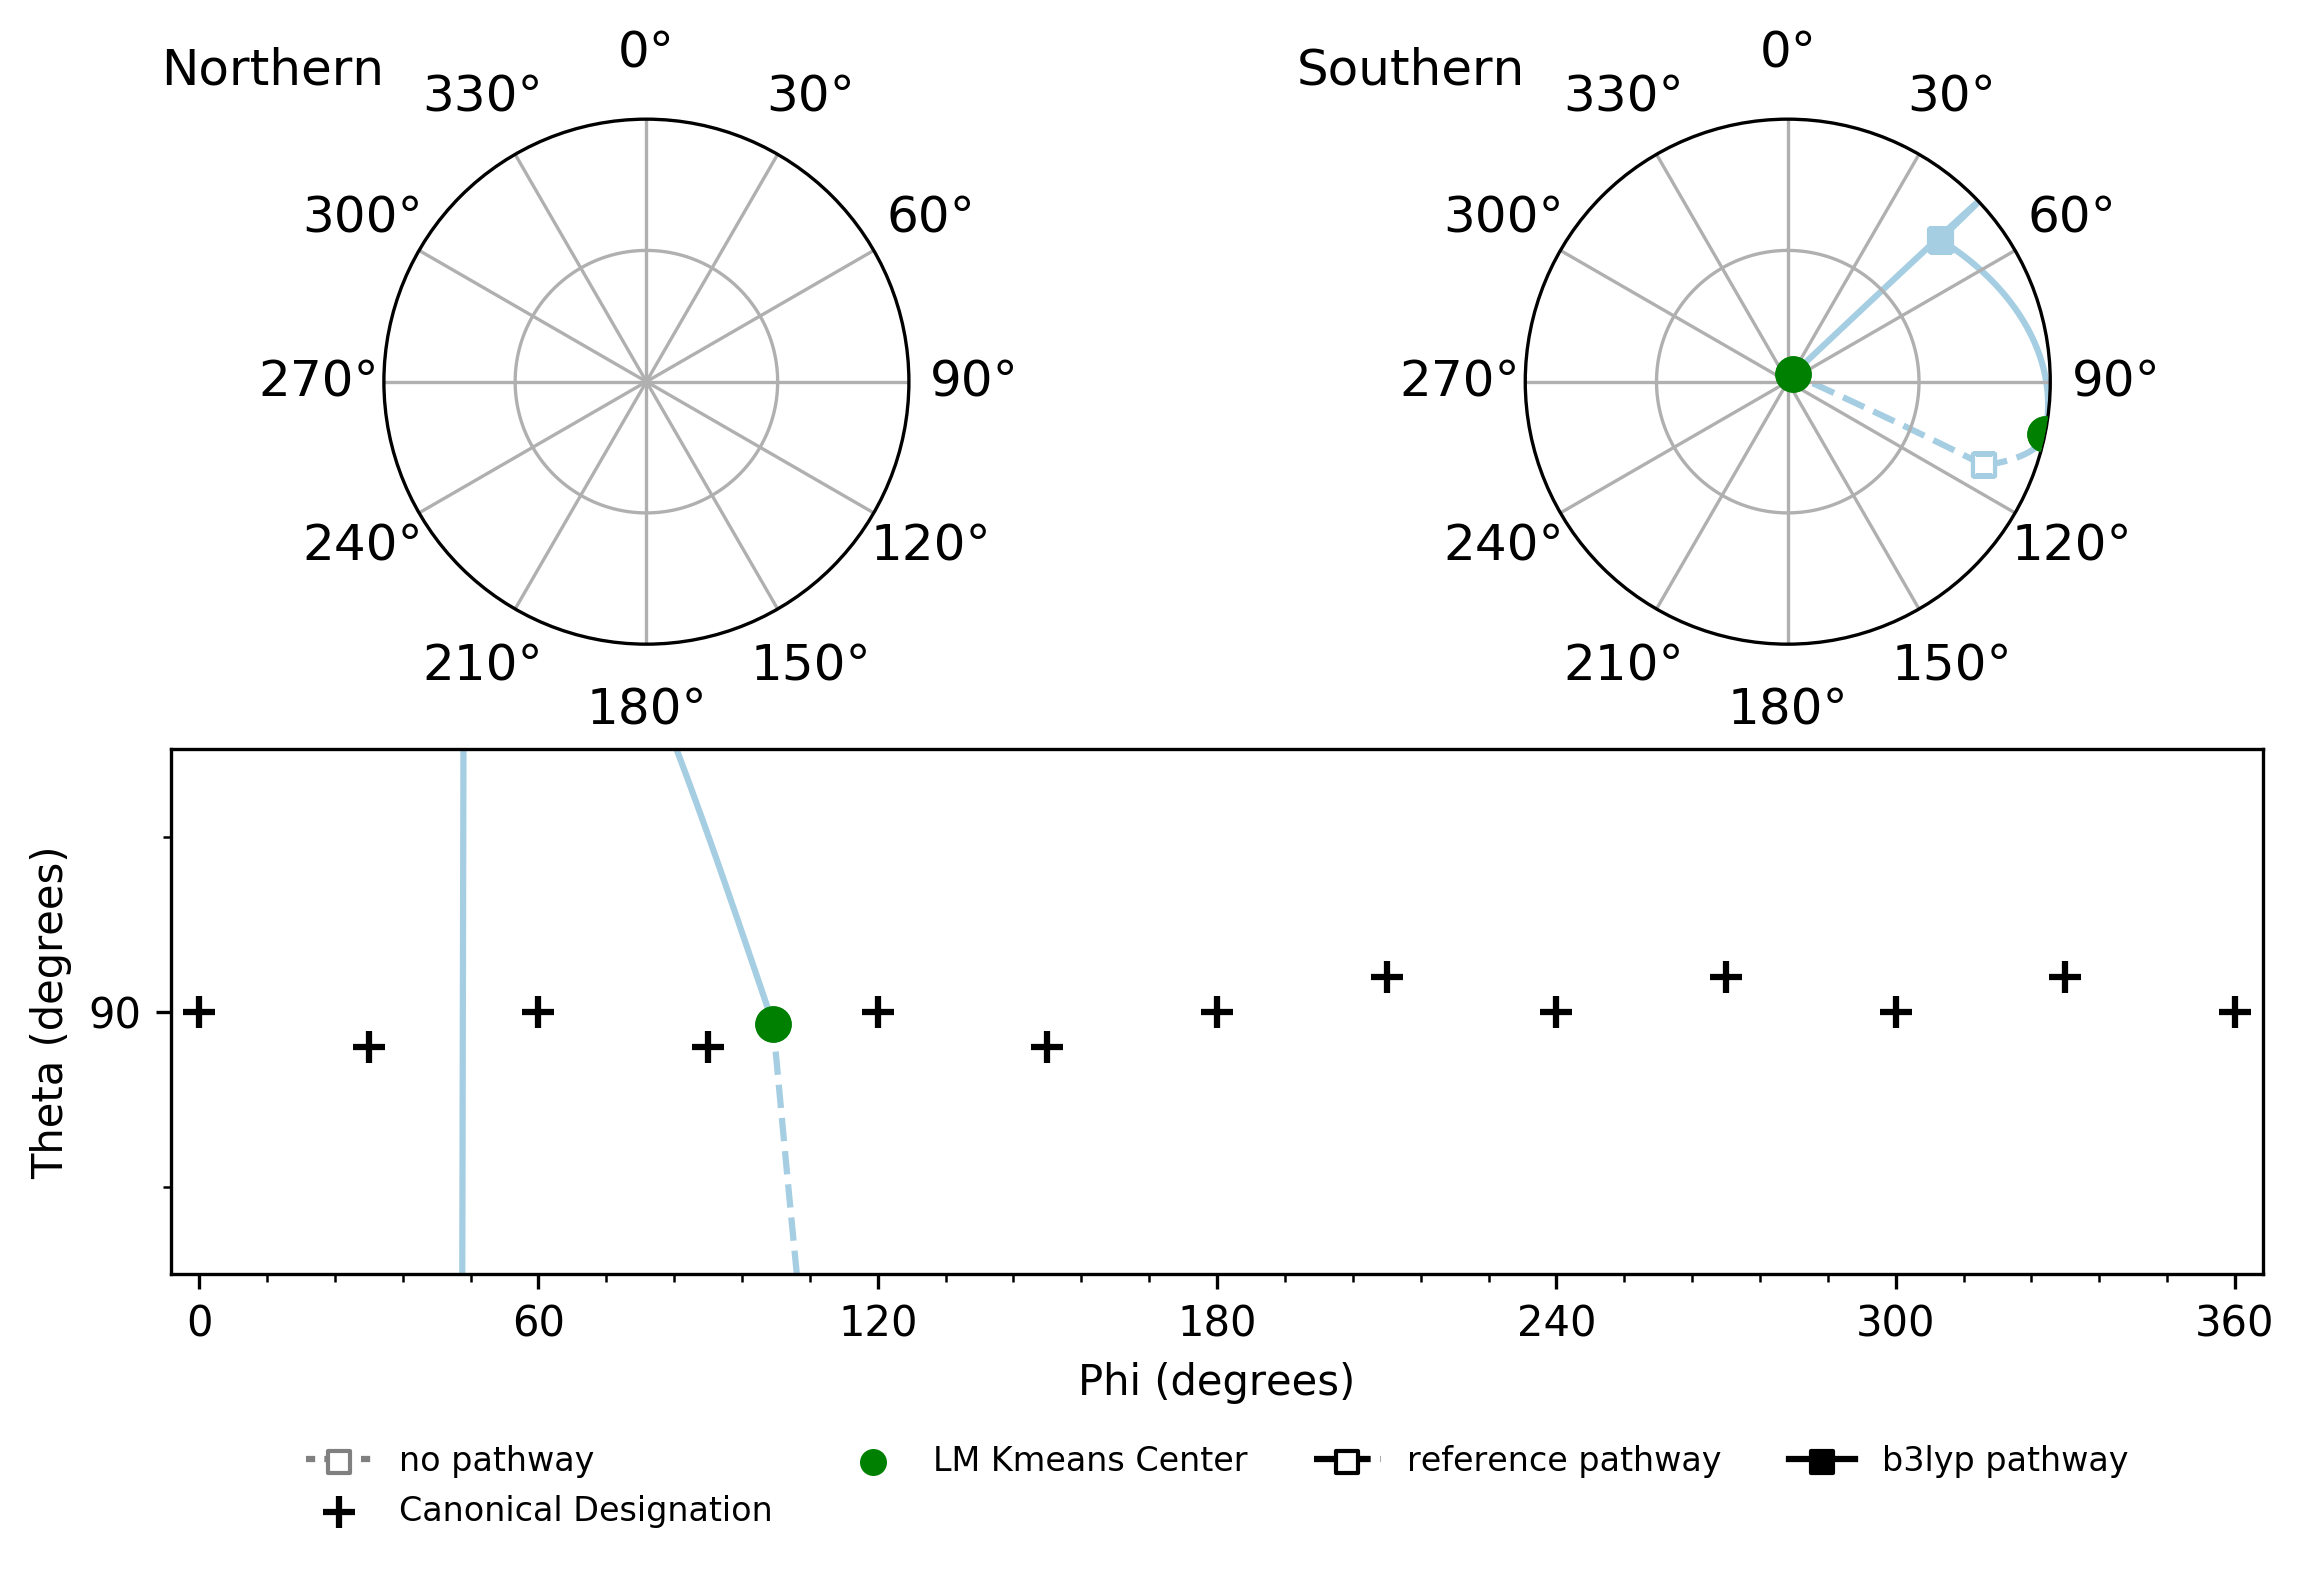 Northern
0°
30°
60°
90°
120°
150°
180°
210°
240°
270°
300°
330°
Southern
0°
30°
60°
90°
120°
150°
180°
210°
240°
270°
300°
330°
Theta (degrees)
90
0 60 120 180 240 300 360
Phi (degrees)
no pathway
Canonical Designation
LM Kmeans Center
reference pathway
b3lyp pathway